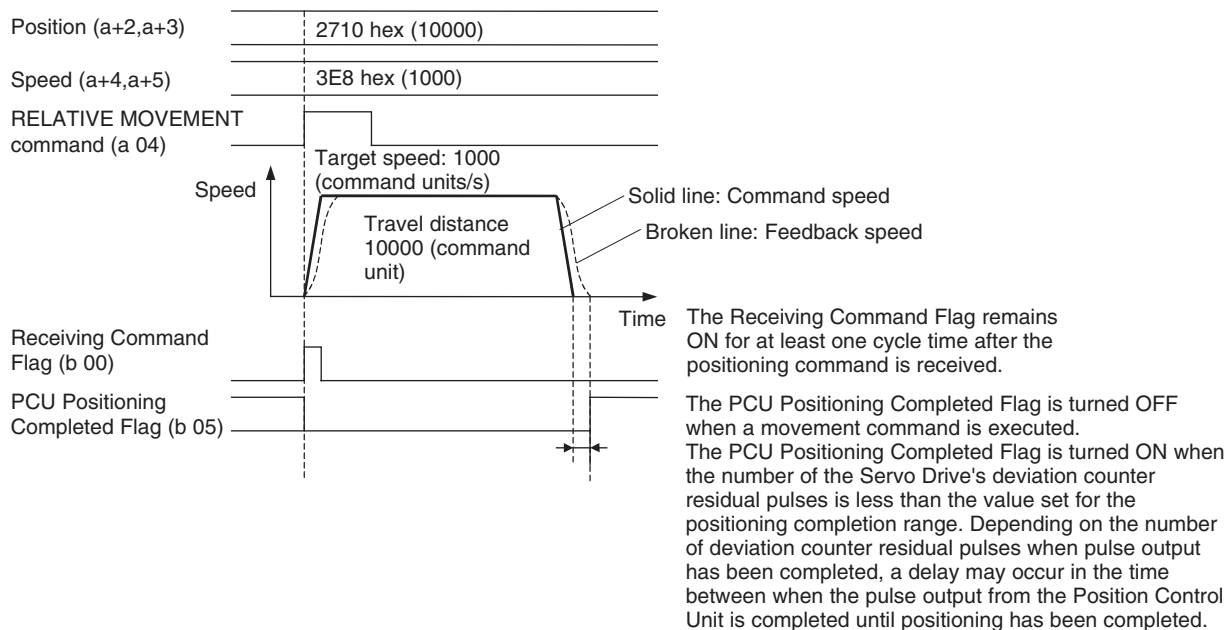 Position (a+2,a+3)
2710 hex (10000)
Speed (a+4,a+5)
3E8 hex (1000)
RELATIVE MOVEMENT
command (a 04)
Target speed: 1000
(command units/s)
Speed
Solid line: Command speed
Travel distance
10000 (command
unit)
Broken line: Feedback speed
Time
Receiving Command
Flag (b 00)
The Receiving Command Flag remains
ON for at least one cycle time after the
positioning command is received.
PCU Positioning
Completed Flag (b 05)
The PCU Positioning Completed Flag is turned OFF
when a movement command is executed.
The PCU Positioning Completed Flag is turned ON when
the number of the Servo Drive's deviation counter
residual pulses is less than the value set for the
positioning completion range. Depending on the number
of deviation counter residual pulses when pulse output
has been completed, a delay may occur in the time
between when the pulse output from the Position Control
Unit is completed until positioning has been completed.